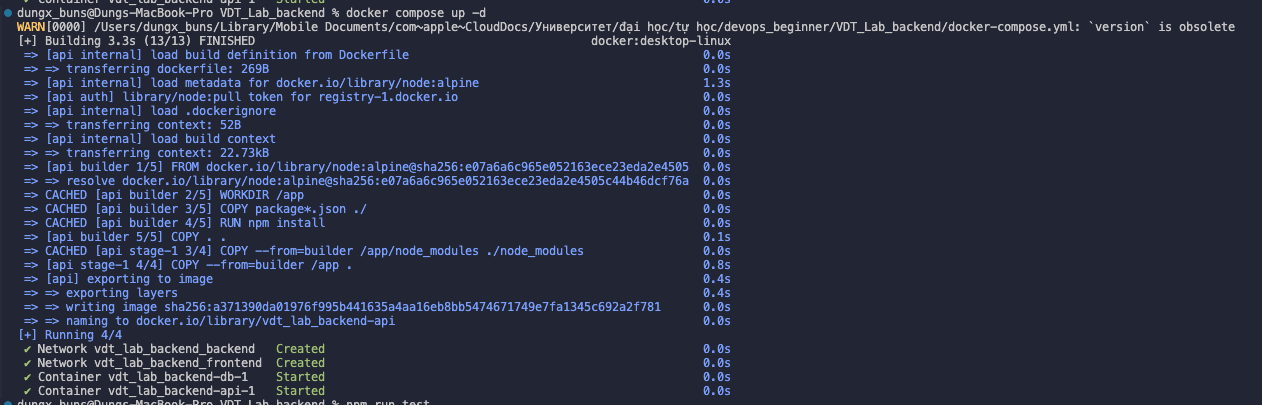 dungx_buns@Dungs-MacBook-Pro VDT_Lab_backend % docker compose up -d
WARN[0000] /Users/dungx_buns/Library/Mobile Documents/com~apple~CloudDocs/Университет/đại học/tự học/devops_beginner/VDT_Lab_backend/docker-compose.yml: `version` is obsolete
[+] Building 3.3s (13/13) FINISHED docker:desktop-linux
=> [api internal] load build definition from Dockerfile 0.0s
=> => transferring dockerfile: 269B 0.0s
=> [api internal] load metadata for docker.io/library/node:alpine 1.3s
=> [api auth] library/node:pull token for registry-1.docker.io 0.0s
=> [api internal] load .dockerignore 0.0s
=> => transferring context: 52B 0.0s
=> [api internal] load build context 0.0s
=> => transferring context: 22.73kB 0.0s
=> [api builder 1/5] FROM docker.io/library/node:alpine@sha256:e07a6a6c965e052163ece23eda2e4505 0.0s
=> => resolve docker.io/library/node:alpine@sha256:e07a6a6c965e052163ece23eda2e4505c44b46dcf76a 0.0s
=> CACHED [api builder 2/5] WORKDIR /app 0.0s
=> CACHED [api builder 3/5] COPY package*.json ./ 0.0s
=> CACHED [api builder 4/5] RUN npm install 0.0s
=> [api builder 5/5] COPY . . 0.1s
=> CACHED [api stage-1 3/4] COPY --from=builder /app/node_modules ./node_modules 0.0s
=> [api stage-1 4/4] COPY --from=builder /app . 0.8s
=> [api] exporting to image 0.4s
=> => exporting layers 0.4s
=> => writing image sha256:a371390da01976f995b441635a4aa16eb8bb5474671749e7fa1345c692a2f781 0.0s
=> => naming to docker.io/library/vdt_lab_backend-api 0.0s
[+] Running 4/4
✔ Network vdt_lab_backend_backend Created 0.0s
✔ Network vdt_lab_backend_frontend Created 0.0s
✔ Container vdt_lab_backend-db-1 Started 0.0s
✔ Container vdt_lab_backend-api-1 Started 0.0s
dungx_buns@Dungs-MacBook-Pro VDT_Lab_backend % npm run test